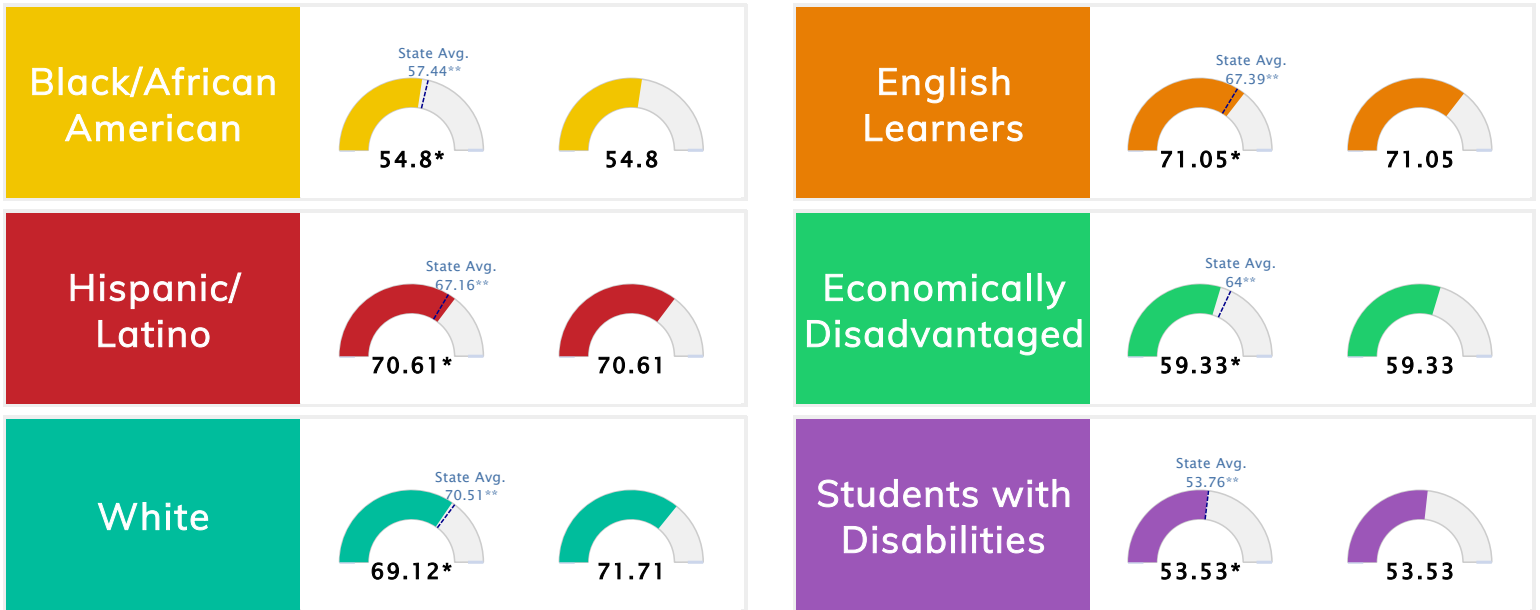 Black/African
American
State Avg.
57.44**
54.8*
54.8
English
Learners
State Avg.
67.39**
71.05*
71.05
Hispanic/
Latino
State Avg.
67.16**
70.61*
70.61
Economically
Disadvantaged
State Avg.
64**
59.33*
59.33
White
State Avg.
70.51**
69.12*
71.71
Students with
Disabilities
State Avg.
53.76**
53.53*
53.53